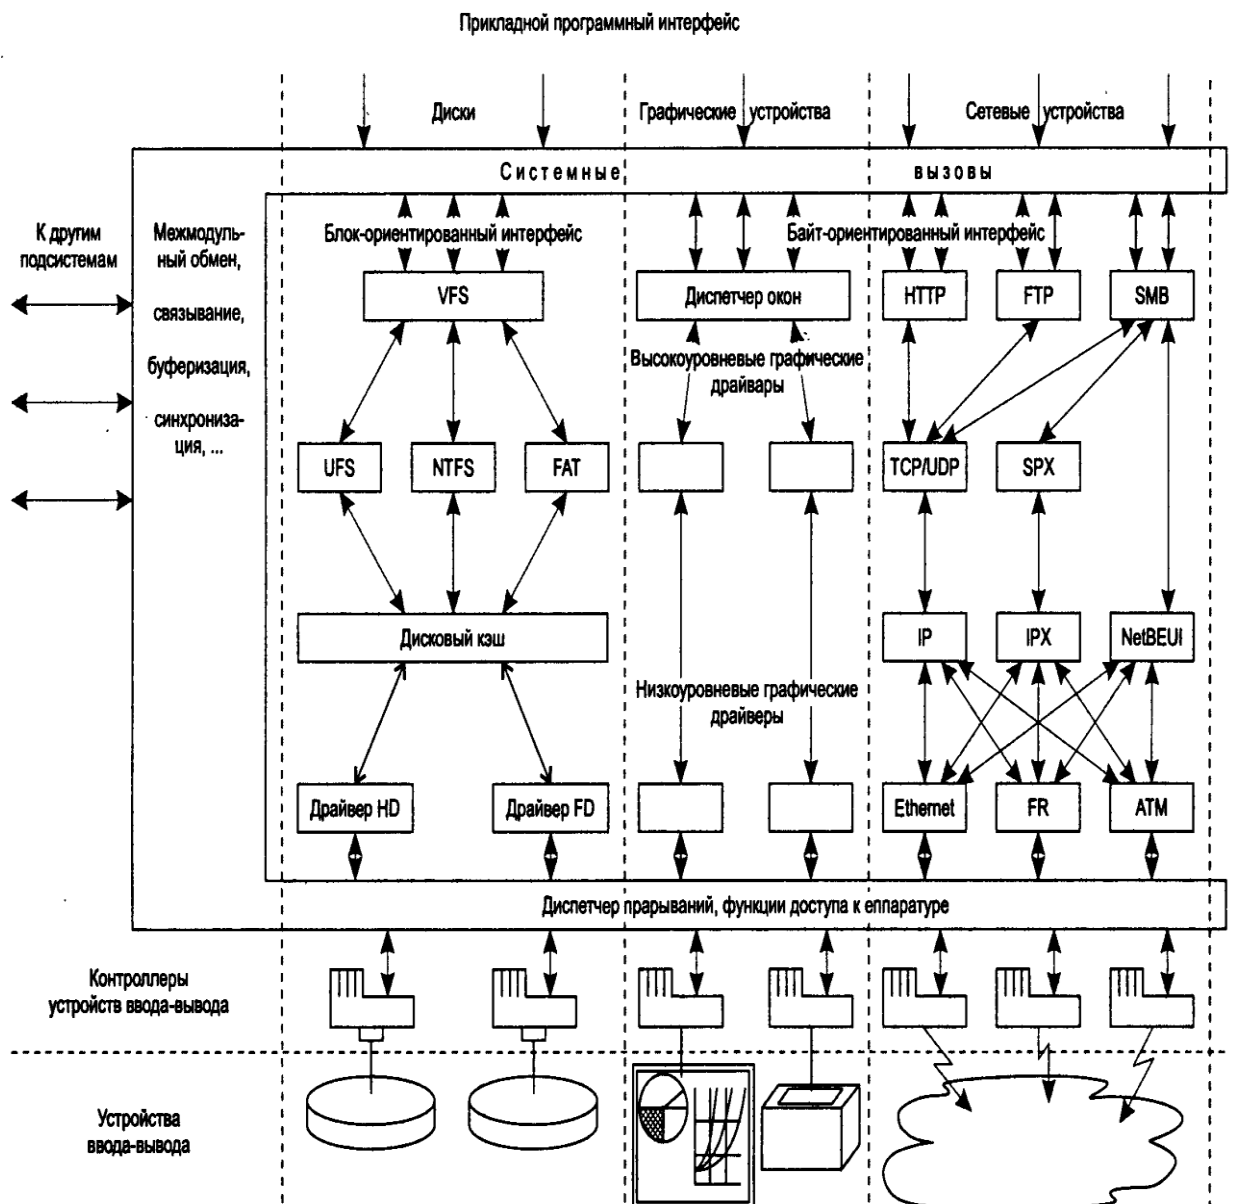 Прикладной программный интерфейс
Диски
Графические устройства
Сетевые устройства
Системные вызовы
К другим
подсистемам
Межмодуль-
ный обмен,
связывание,
буферизация,
синхрониза-
ция, ...
Блок-ориентированный интерфейс
Байт-ориентированный интерфейс
VFS
Диспетчер окон
HTTP
FTP
SMB
Высокоуровневые графические
драйвары
UFS
NTFS
FAT
TCP/UDP
SPX
Дисковый кэш
IP
IPX
NetBEUI
Низкоуровневые графические
драйверы
Драйвер HD
Драйвер FD
Ethernet
FR
ATM
Диспетчер прарываний, функции доступа к еппаратуре
Контроллеры
устройств ввода-вывода
Устройства
ввода-вывода